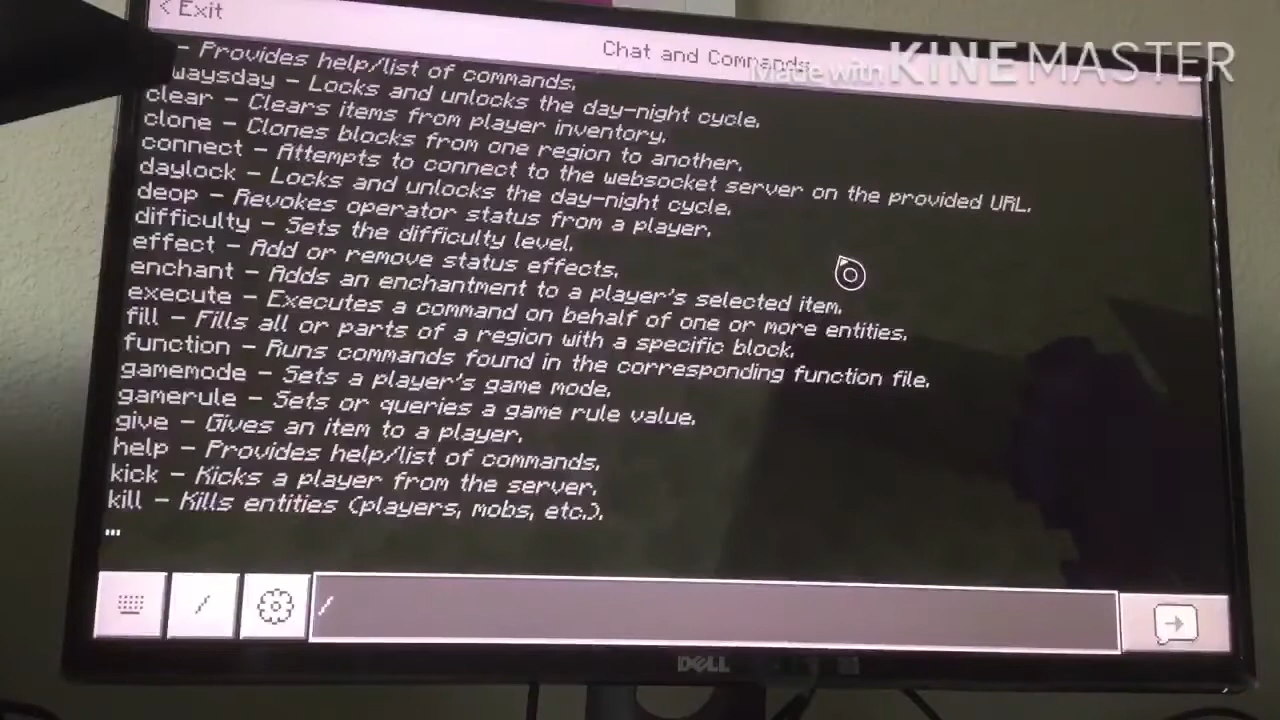 < Exit
Chat and Commands
Made with KINEMASTER
- Provides help/list of commands.
waysday - Locks and unlocks the day-night cycle.
clear - Clears items from player inventory.
clone - Clones blocks from one region to another.
connect - Attempts to connect to the websocket server on the provided URL.
daylock - Locks and unlocks the day-night cycle.
deop - Revokes operator status from a player.
difficulty - Sets the difficulty level.
effect - Add or remove status effects.
enchant - Adds an enchantment to a player's selected item.
execute - Executes a command on behalf of one or more entities.
fill - Fills all or parts of a region with a specific block.
function - Runs commands found in the corresponding function file.
gamemode - Sets a player's game mode.
gamerule - Sets or queries a game rule value.
give - Gives an item to a player.
help - Provides help/list of commands.
kick - Kicks a player from the server.
kill - Kills entities (players, mobs, etc.).
...
/ /
DELL